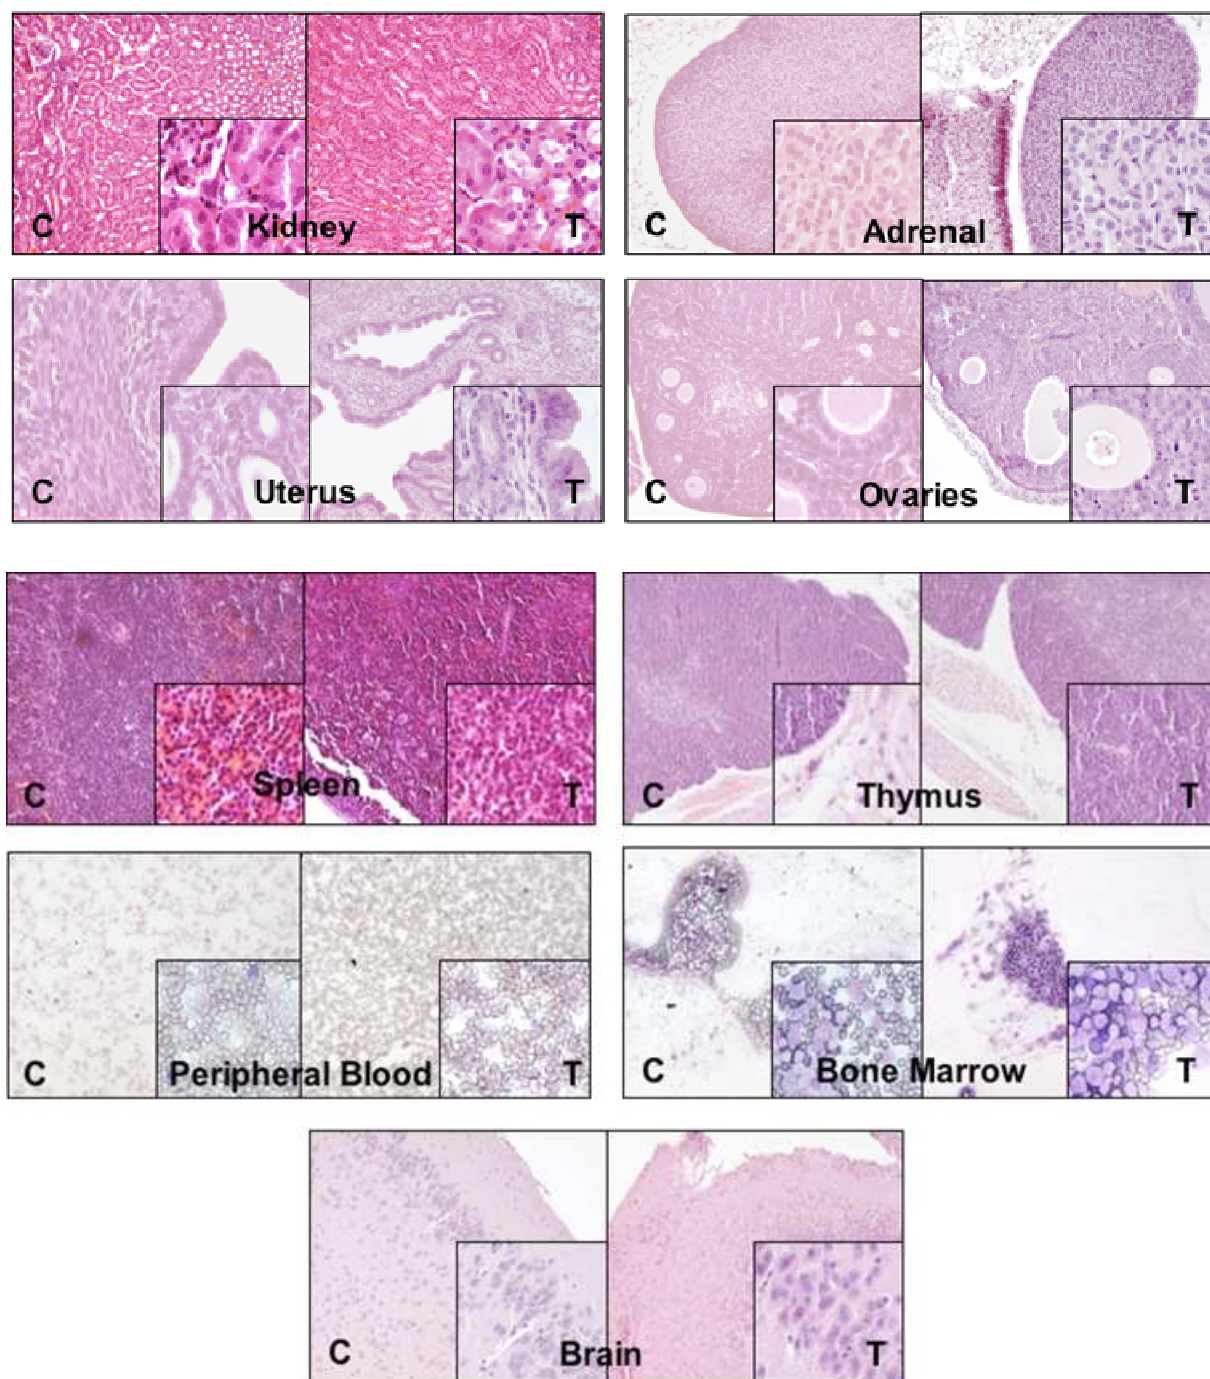 C Kidney T
C Adrenal T
C Uterus T
C Ovaries T
C Spleen T
C Thymus T
C Peripheral Blood T
C Bone Marrow T
C Brain T